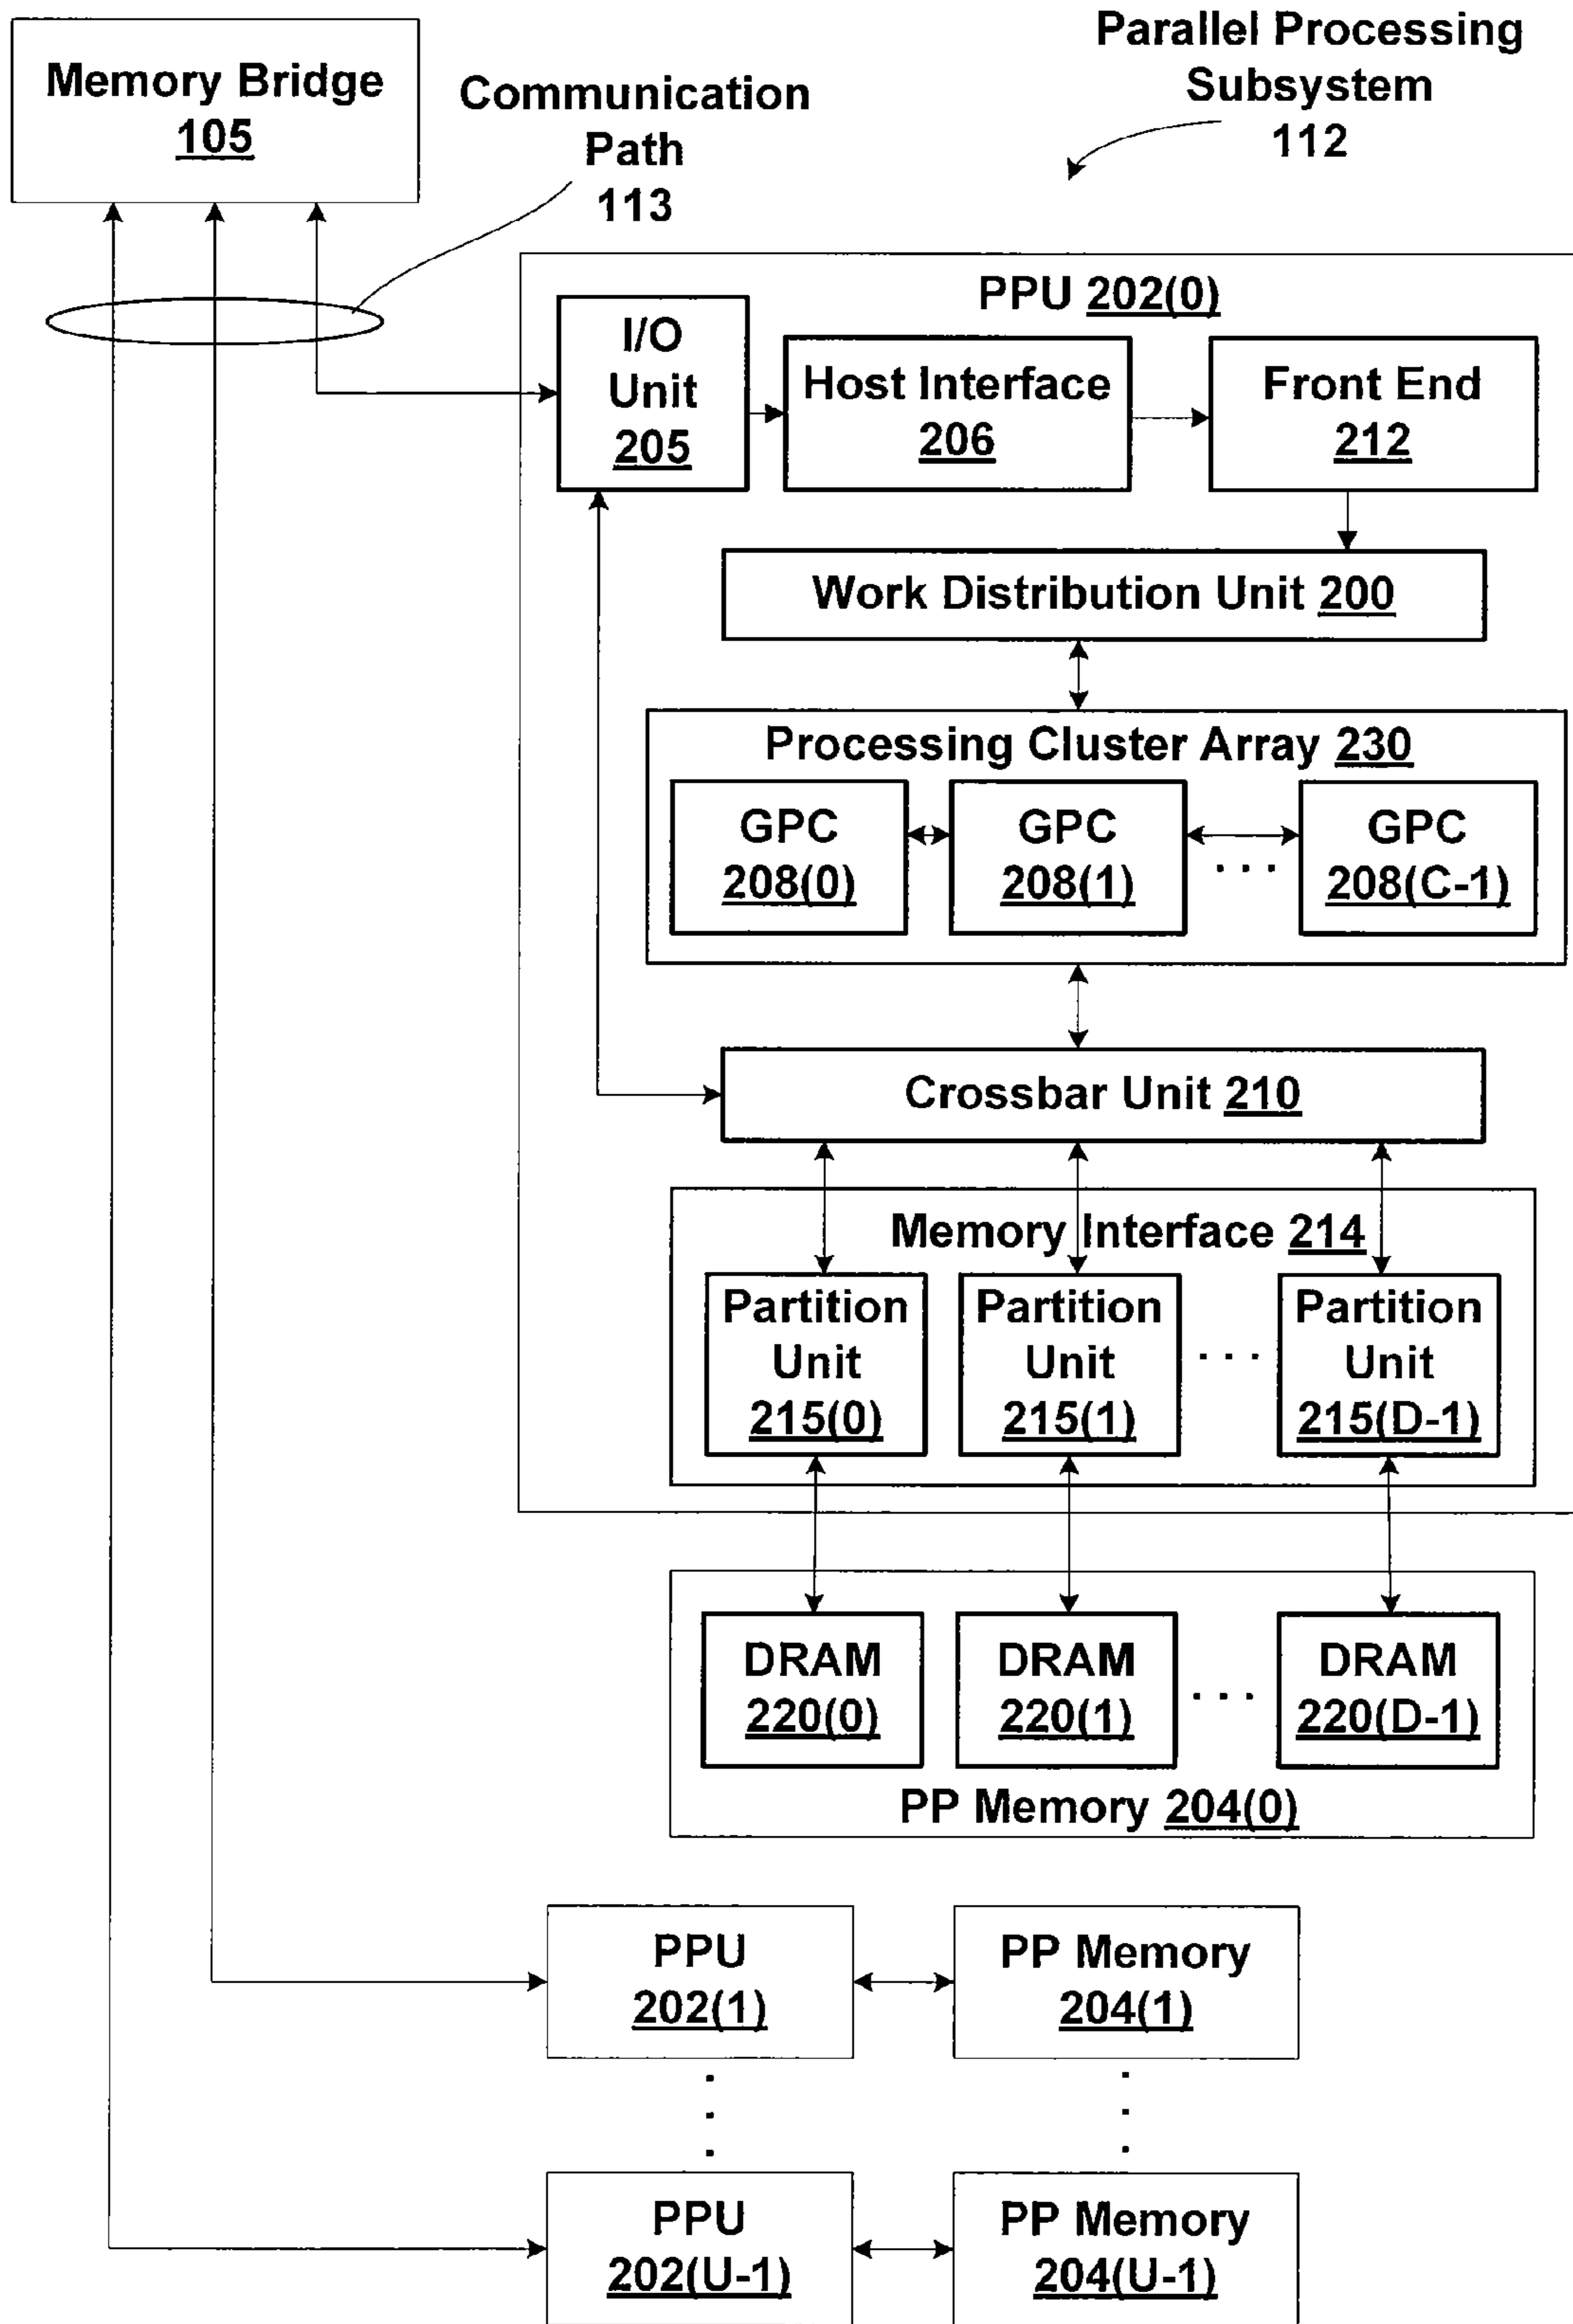 Parallel Processing
Subsystem
112
Memory Bridge
105
Communication
Path
113
PPU 202(0)
I/O
Unit
205
Host Interface
206
Front End
212
Work Distribution Unit 200
Processing Cluster Array 230
GPC
208(0)
GPC
208(1)
. . .
GPC
208(C-1)
Crossbar Unit 210
Memory Interface 214
Partition
Unit
215(0)
Partition
Unit
215(1)
. . .
Partition
Unit
215(D-1)
DRAM
220(0)
DRAM
220(1)
. . .
DRAM
220(D-1)
PP Memory 204(0)
PPU
202(1)
PP Memory
204(1)
PPU
202(U-1)
PP Memory
204(U-1)